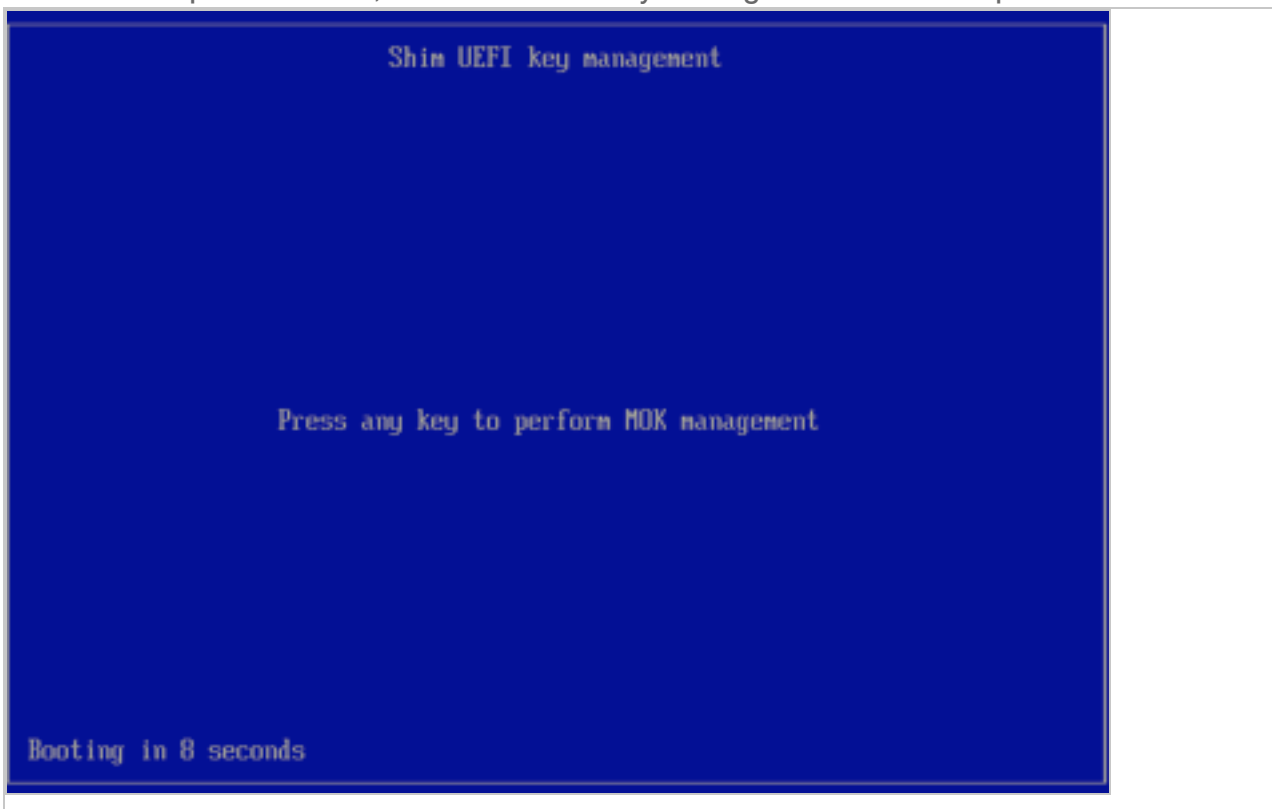 Shim UEFI key management
Press any key to perform MOK management
Booting in 8 seconds